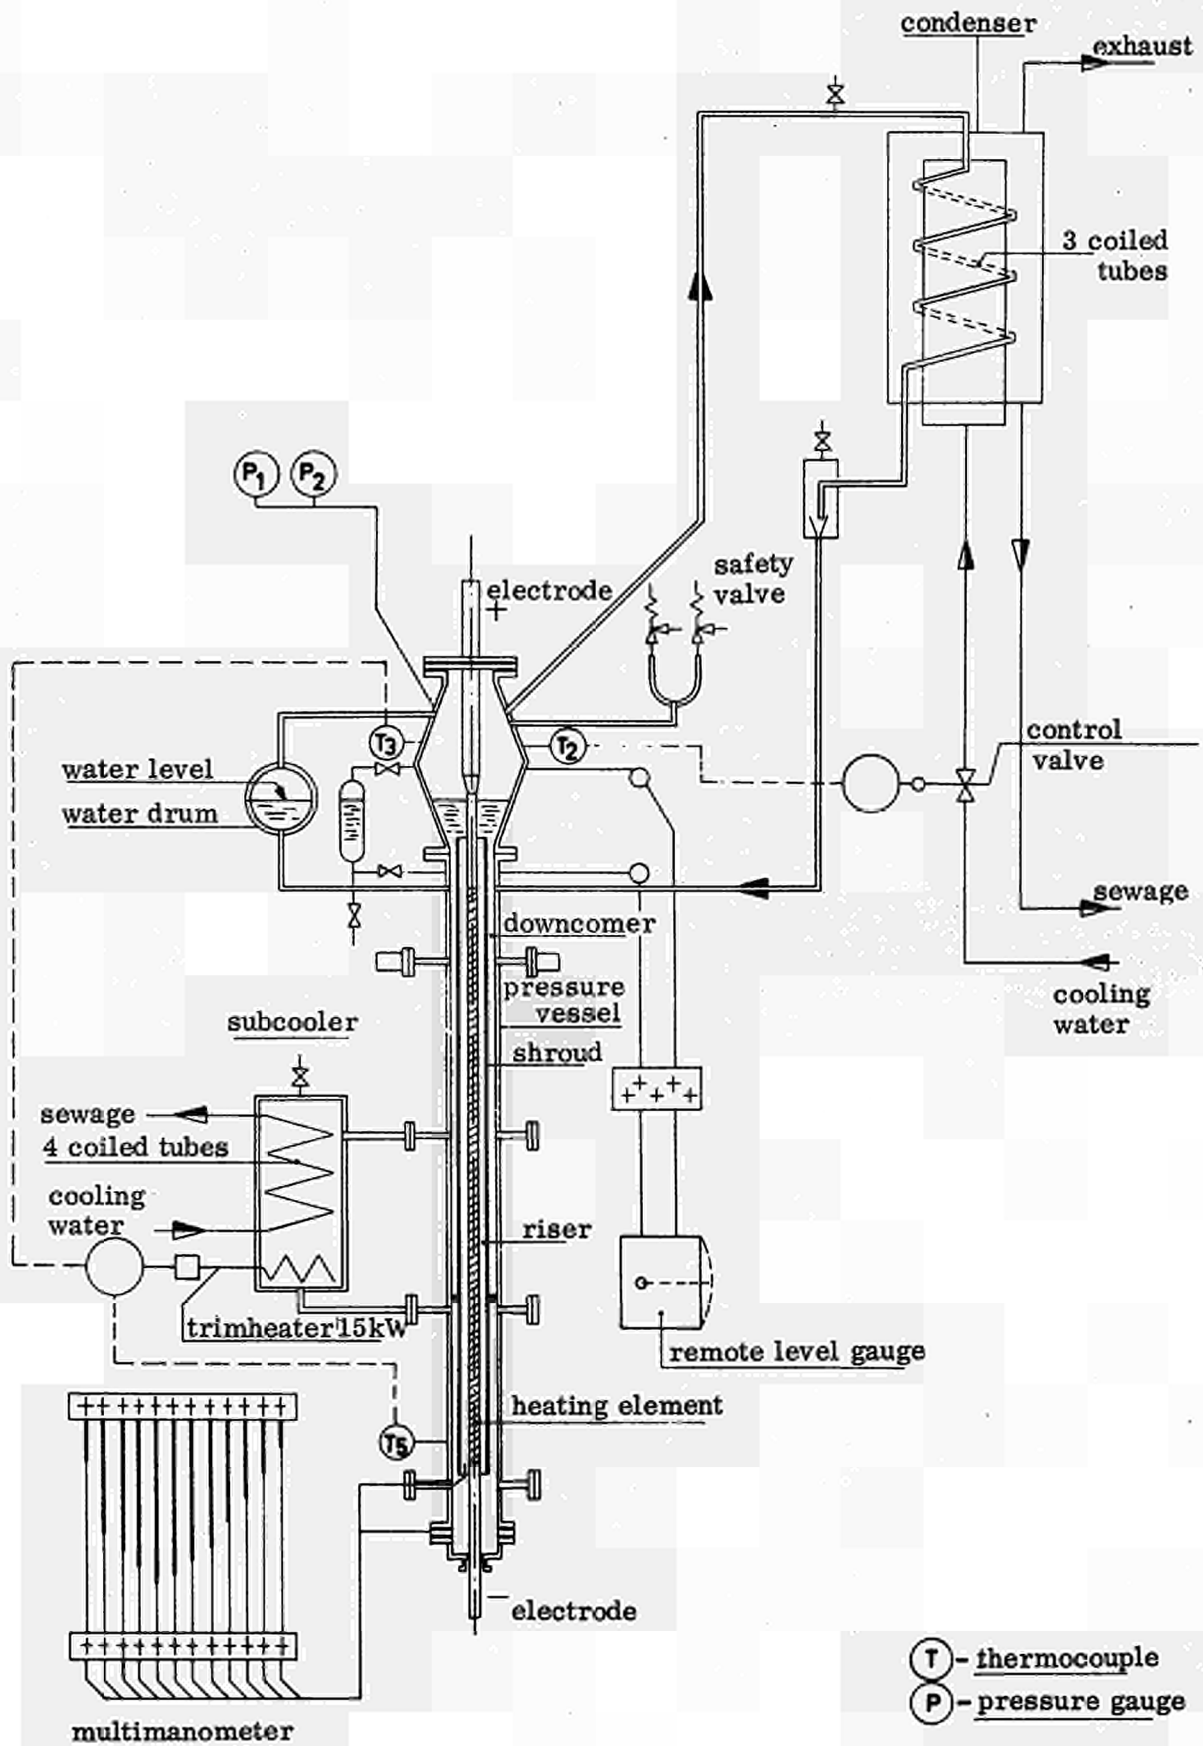 condenser
exhaust
3 coiled
tubes
P1 P2
electrode
+
safety
valve
T3
T2
control
valve
water level
water drum
sewage
downcomer
pressure
vessel
cooling
water
subcooler
shroud
sewage
4 coiled tubes
cooling
water
riser
trimheater 15kW
remote level gauge
heating element
T5
− electrode
T - thermocouple
P - pressure gauge
multimanometer